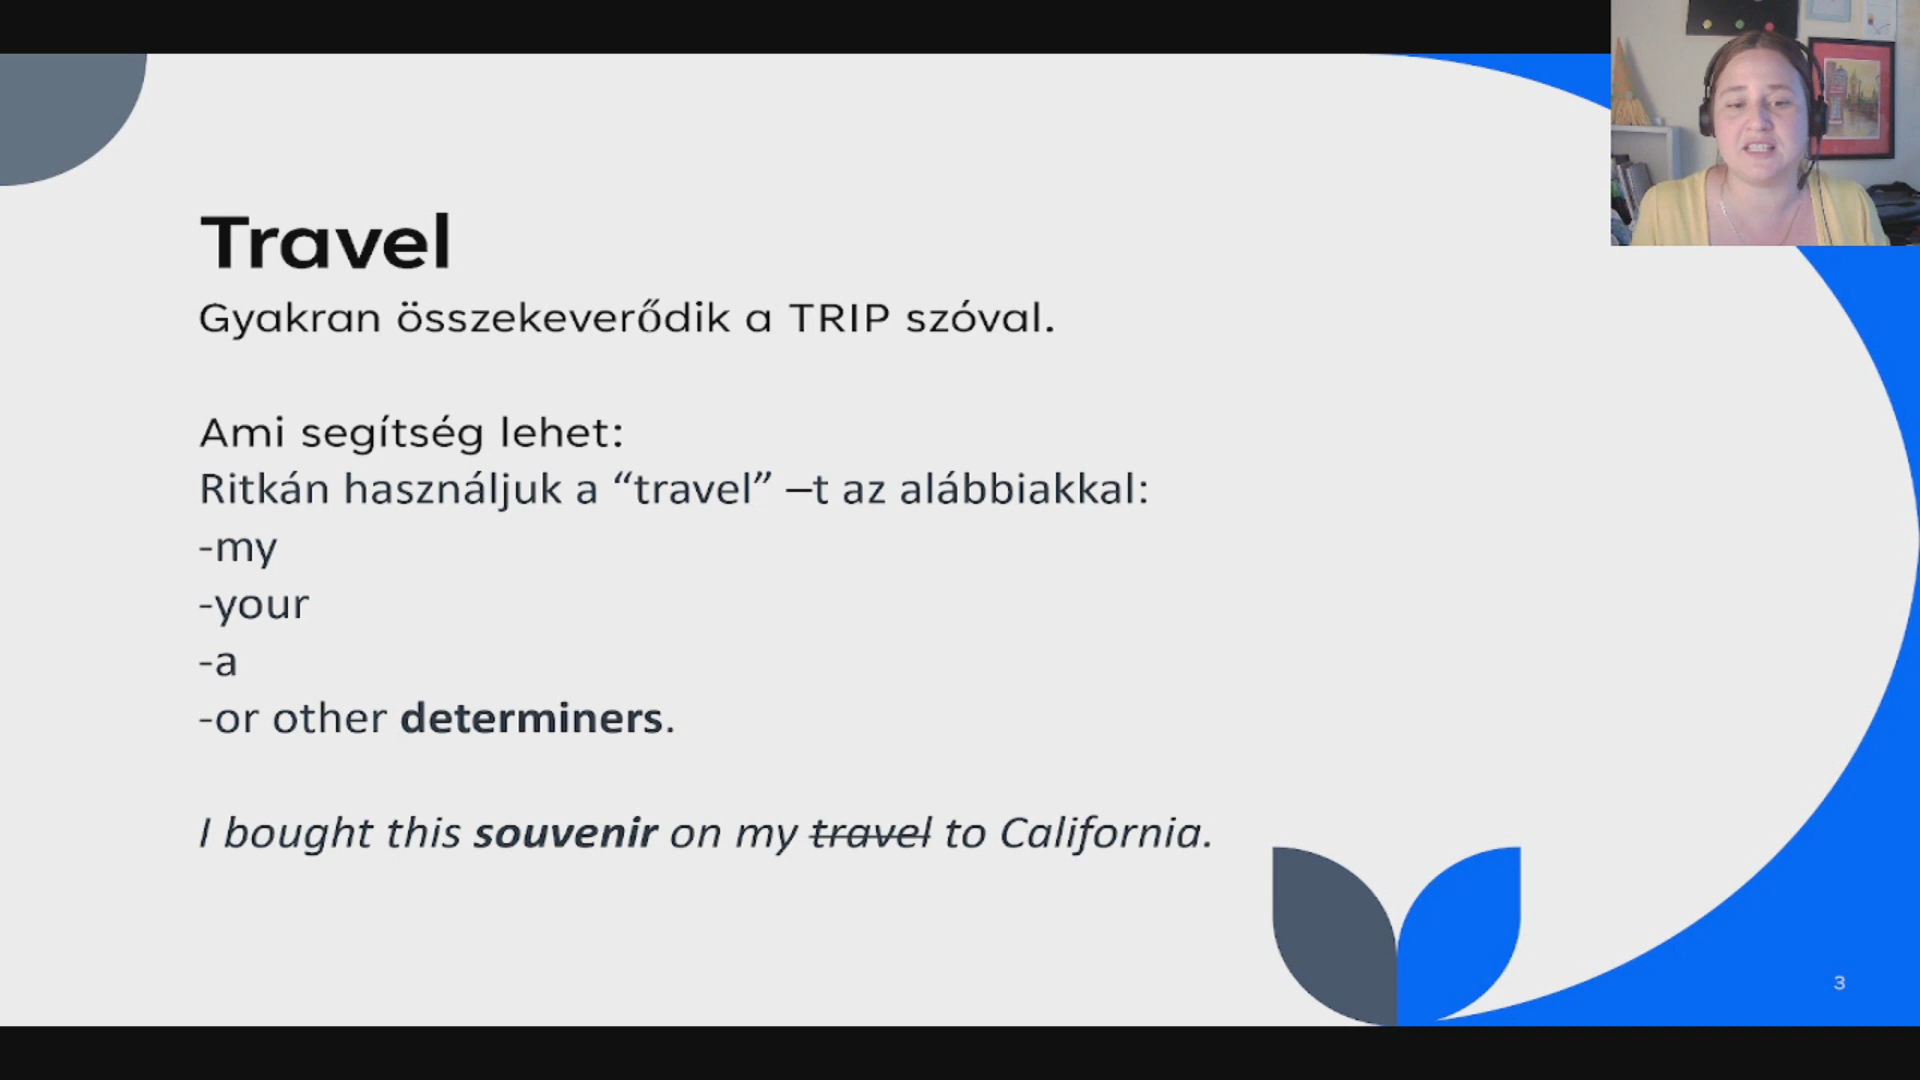 Travel
Gyakran összekeverődik a TRIP szóval.
Ami segítség lehet:
Ritkán használjuk a “travel” –t az alábbiakkal:
-my
-your
-a
-or other determiners.
I bought this souvenir on my travel to California.
3